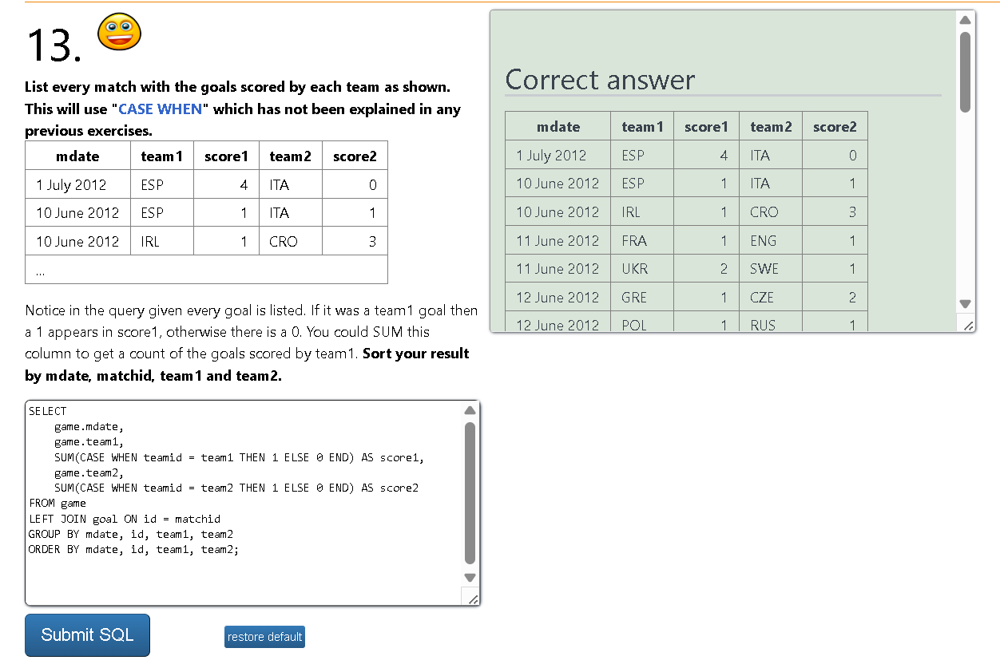 13.
List every match with the goals scored by each team as shown.
This will use "CASE WHEN" which has not been explained in any
previous exercises.
mdate team1 score1 team2 score2
1 July 2012 ESP 4 ITA 0
10 June 2012 ESP 1 ITA 1
10 June 2012 IRL 1 CRO 3
...
Notice in the query given every goal is listed. If it was a team1 goal then
a 1 appears in score1, otherwise there is a 0. You could SUM this
column to get a count of the goals scored by team1. Sort your result
by mdate, matchid, team1 and team2.
SELECT
    game.mdate,
    game.team1,
    SUM(CASE WHEN teamid = team1 THEN 1 ELSE 0 END) AS score1,
    game.team2,
    SUM(CASE WHEN teamid = team2 THEN 1 ELSE 0 END) AS score2
FROM game
LEFT JOIN goal ON id = matchid
GROUP BY mdate, id, team1, team2
ORDER BY mdate, id, team1, team2;
Submit SQL
restore default
Correct answer
mdate team1 score1 team2 score2
1 July 2012 ESP 4 ITA 0
10 June 2012 ESP 1 ITA 1
10 June 2012 IRL 1 CRO 3
11 June 2012 FRA 1 ENG 1
11 June 2012 UKR 2 SWE 1
12 June 2012 GRE 1 CZE 2
12 June 2012 POL 1 RUS 1